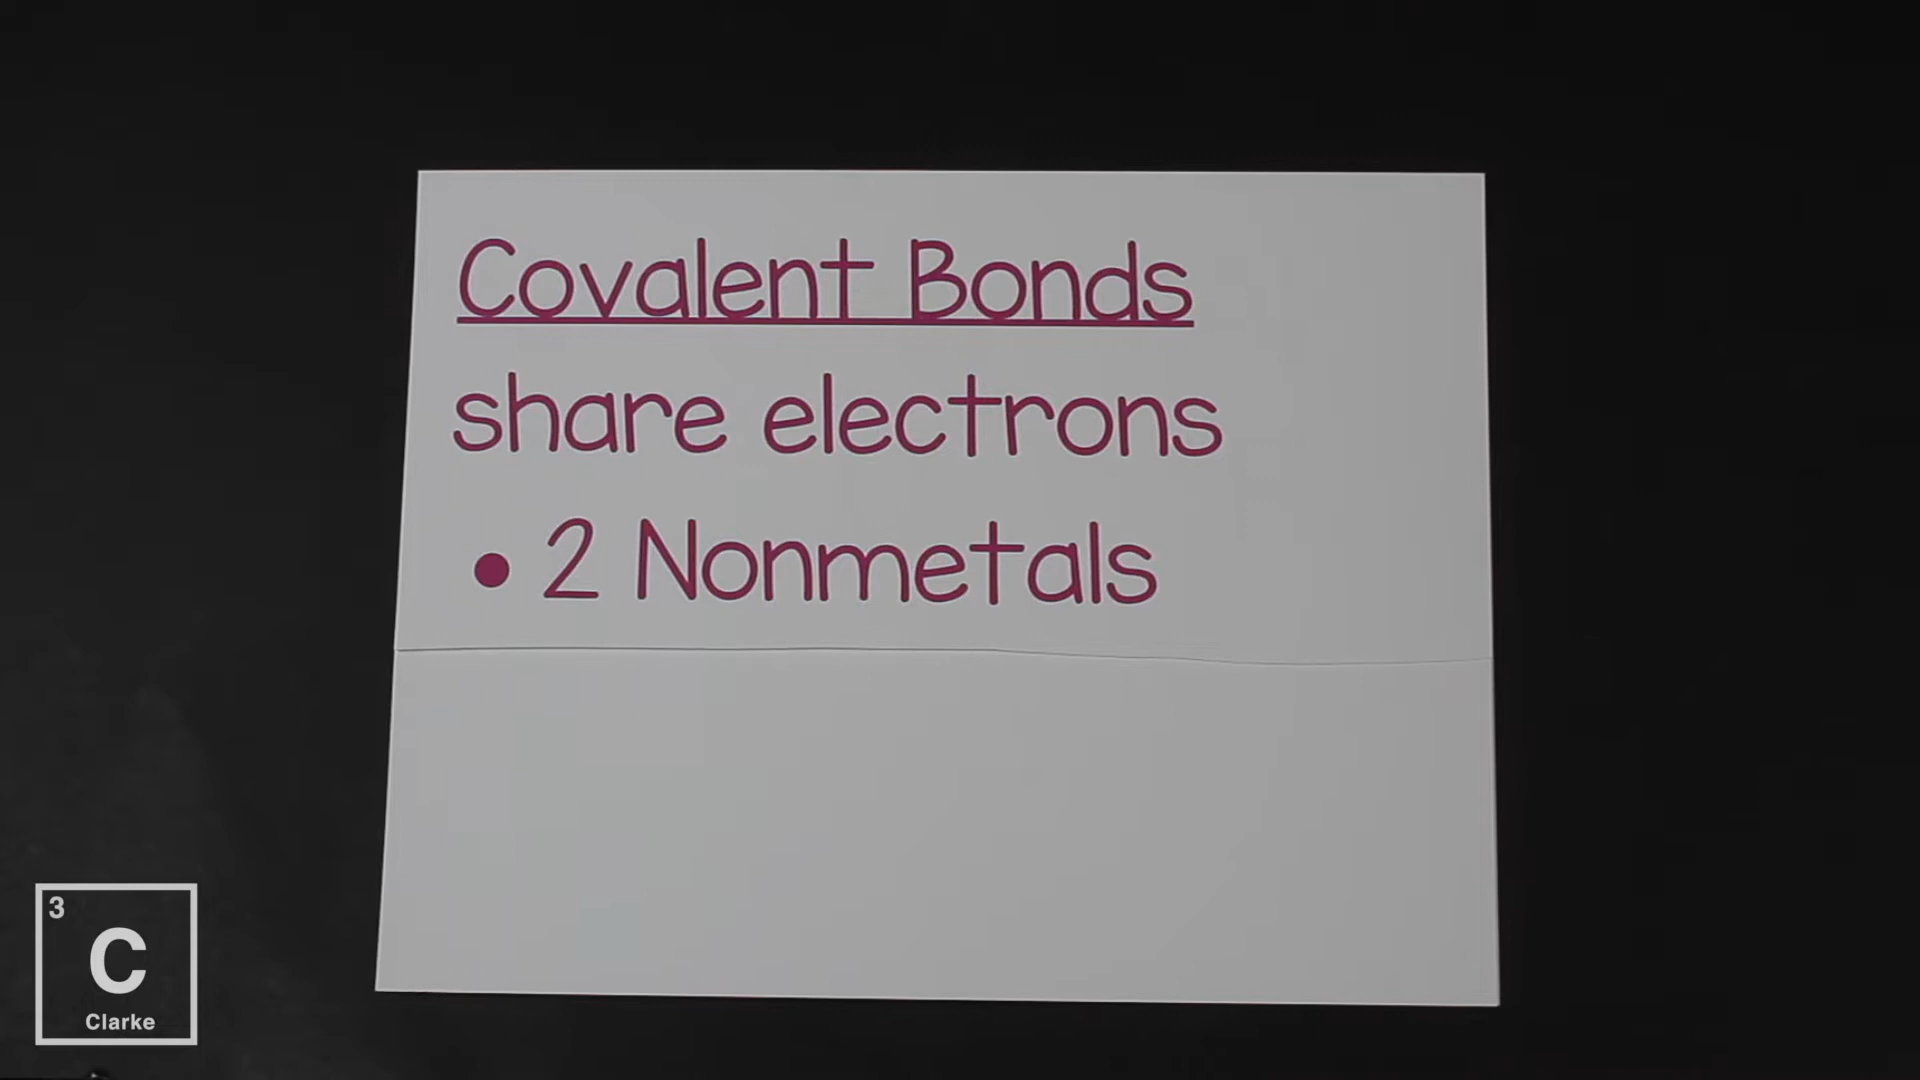 Covalent Bonds
share electrons
• 2 Nonmetals
3
C
Clarke